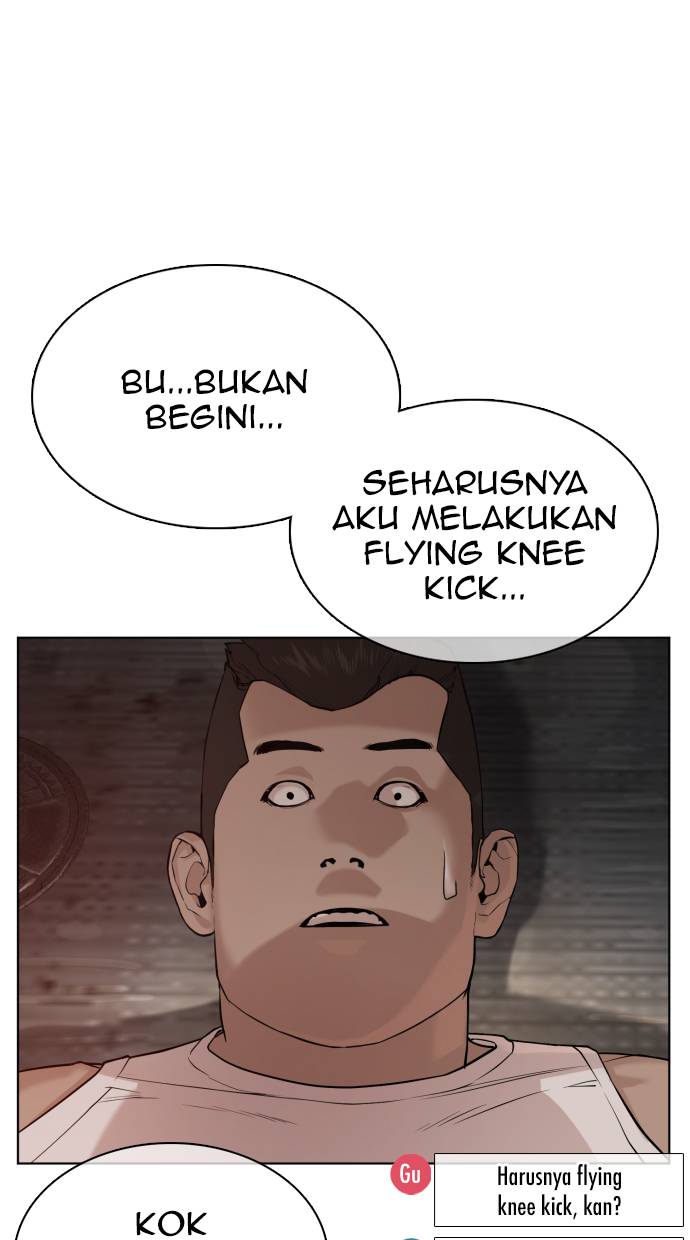 BU...BUKAN
BEGINI...
SEHARUSNYA
AKU MELAKUKAN
FLYING KNEE
KICK...
Gu
Harusnya flying
knee kick, kan?
KOK